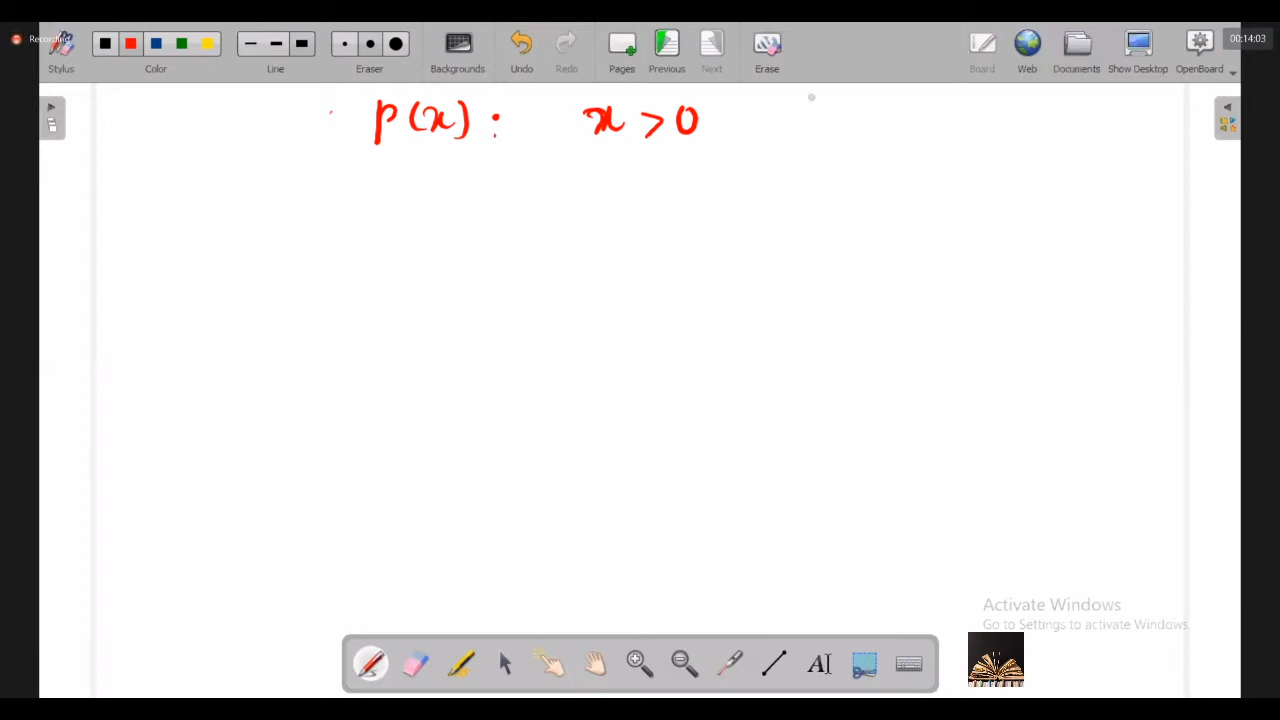 Recording
00:14:03
Stylus Color Line Eraser Backgrounds Undo Redo Pages Previous Next Erase Board Web Documents Show Desktop OpenBoard
P(x) : x > 0
Activate Windows
Go to Settings to activate Windows.
AI